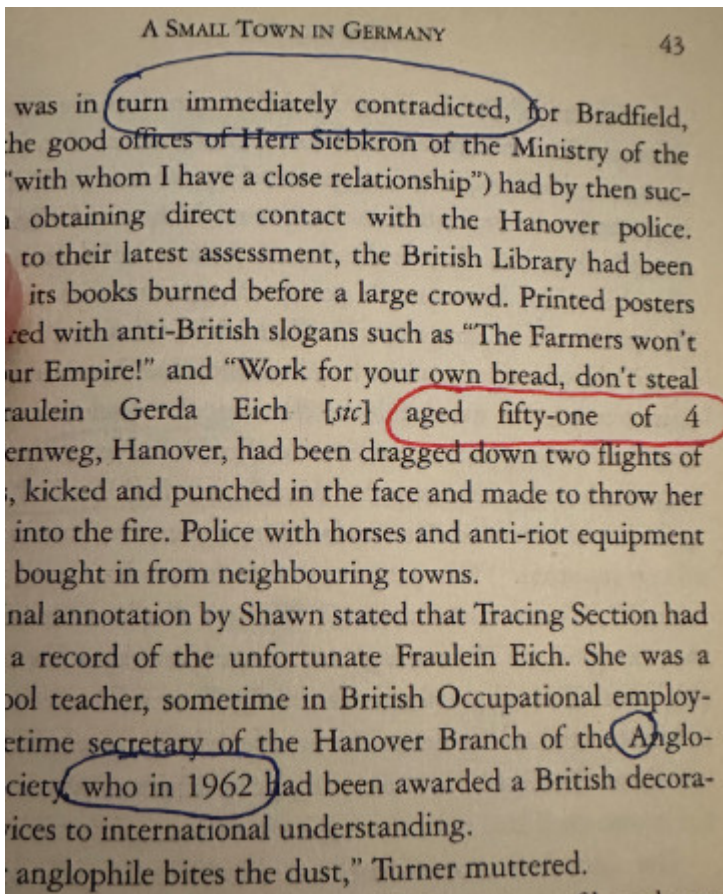 A SMALL TOWN IN GERMANY
43
was in turn immediately contradicted, for Bradfield,
the good offices of Herr Siebkron of the Ministry of the
“with whom I have a close relationship”) had by then suc-
obtaining direct contact with the Hanover police.
to their latest assessment, the British Library had been
its books burned before a large crowd. Printed posters
red with anti-British slogans such as “The Farmers won’t
ur Empire!” and “Work for your own bread, don't steal
raulein Gerda Eich [sic] aged fifty-one of 4
ernweg, Hanover, had been dragged down two flights of
, kicked and punched in the face and made to throw her
into the fire. Police with horses and anti-riot equipment
bought in from neighbouring towns.
nal annotation by Shawn stated that Tracing Section had
a record of the unfortunate Fraulein Eich. She was a
ool teacher, sometime in British Occupational employ-
etime secretary of the Hanover Branch of the Anglo-
ciety, who in 1962 had been awarded a British decora-
vices to international understanding.
anglophile bites the dust,” Turner muttered.